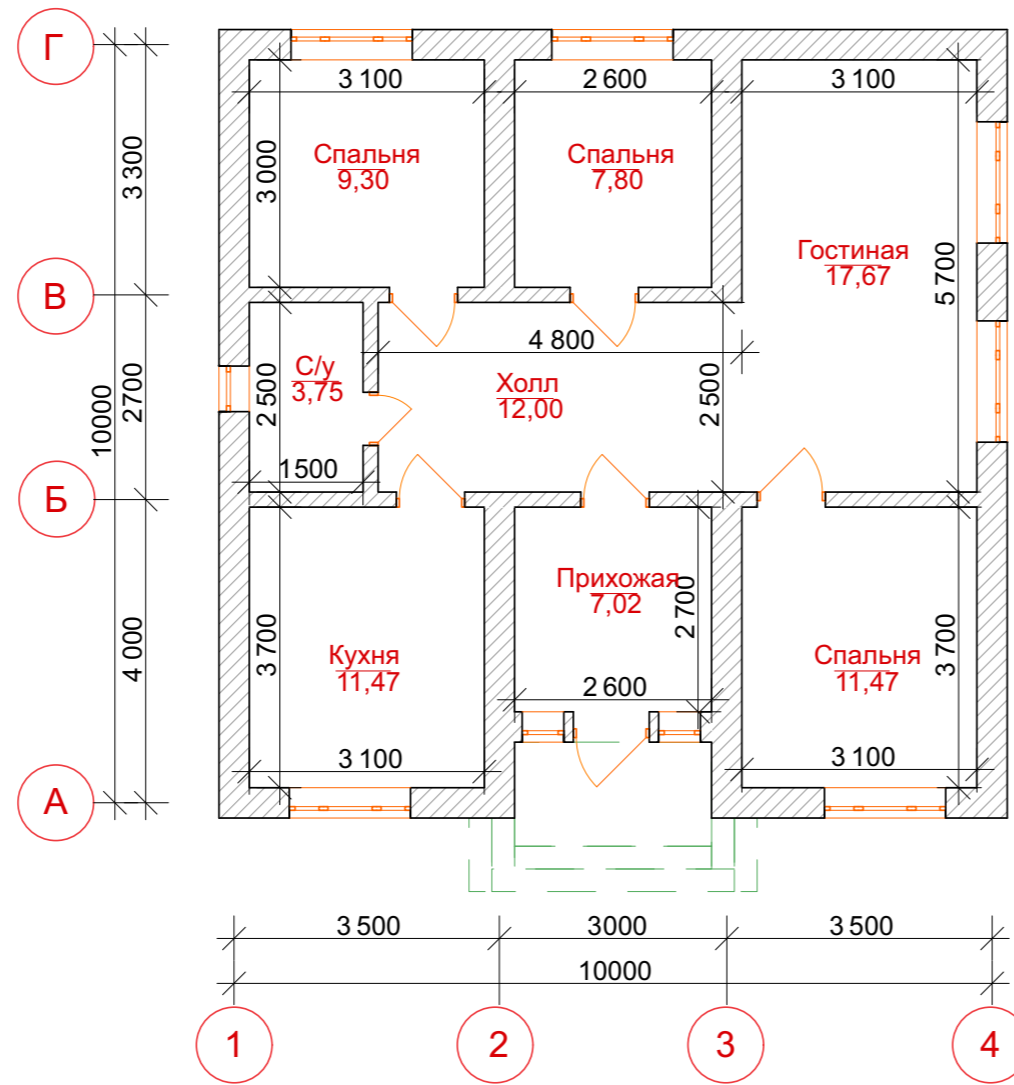 Г
3 100
2 600
3 100
3 300
3 000
Спальня
9,30
Спальня
7,80
Гостиная
17,67
5 700
В
4 800
С/у
3,75
Холл
12,00
10000
2700
2 500
2 500
1500
Б
Прихожая
7,02
2 700
4 000
3 700
Кухня
11,47
Спальня
11,47
3 700
2 600
3 100
3 100
А
3 500
3000
3 500
10000
1
2
3
4